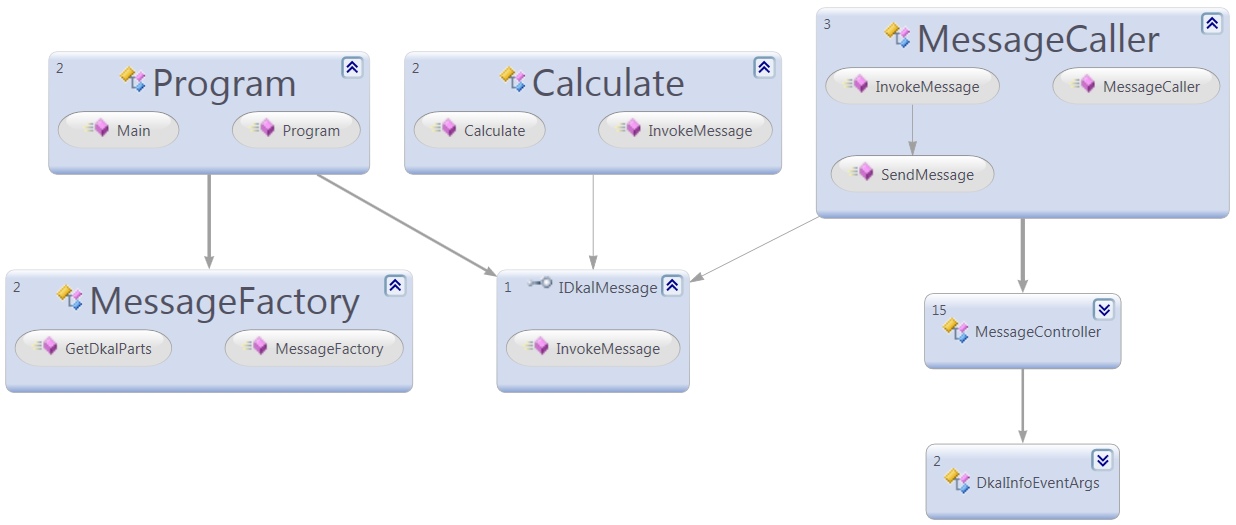 2
Program
Main
Program
2
Calculate
Calculate
InvokeMessage
3
MessageCaller
InvokeMessage
MessageCaller
SendMessage
2
MessageFactory
GetDkalParts
MessageFactory
1
IDkalMessage
InvokeMessage
15
MessageController
2
DkalInfoEventArgs